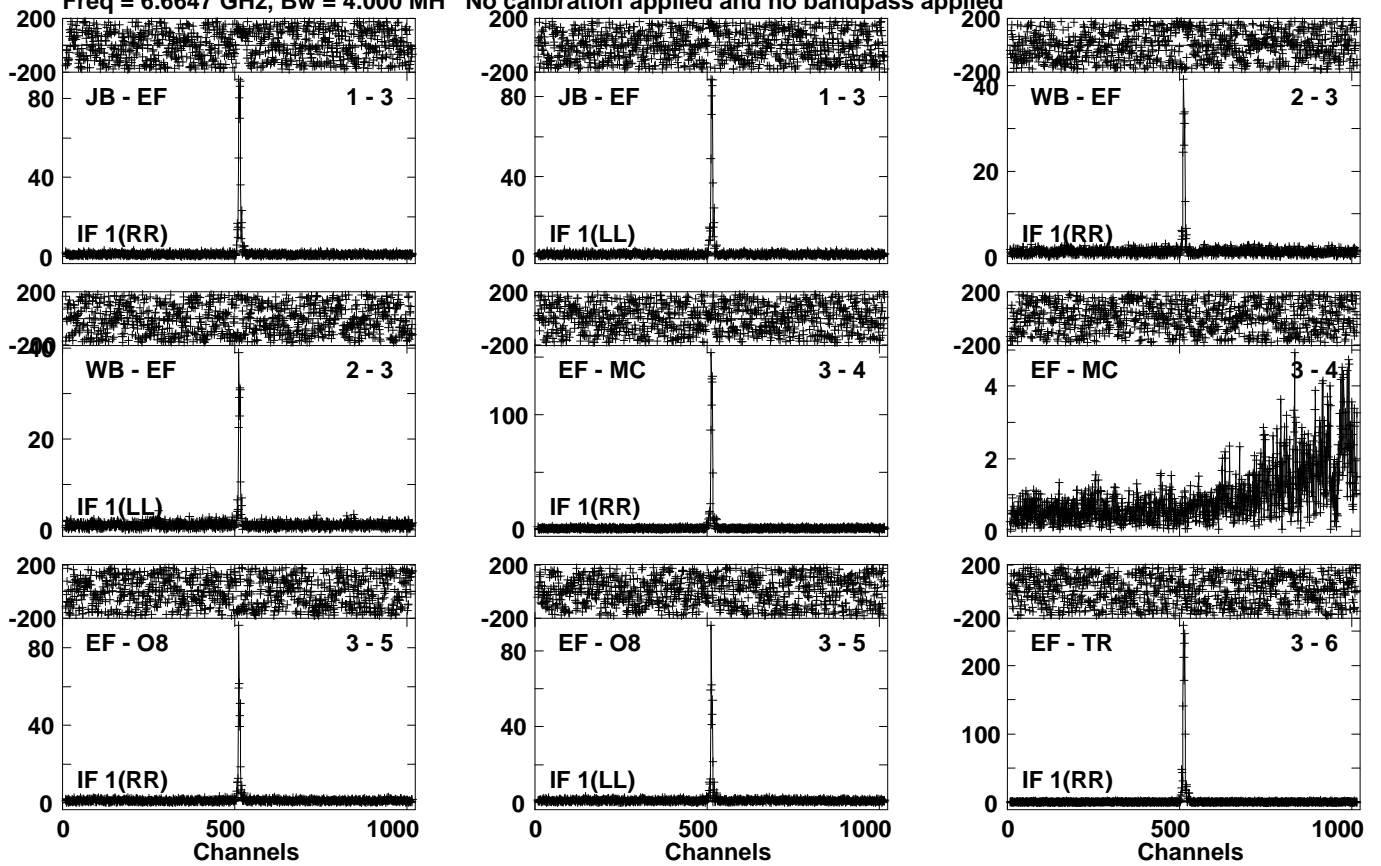 Freq = 6.6647 GHz, Bw = 4.000 MH No calibration applied and no bandpass applied
200 200 200
-200 -200 -200
JB - EF 1 - 3 JB - EF 1 - 3 WB - EF 2 - 3
80 80 40
40 40 20
IF 1(RR) IF 1(LL) IF 1(RR)
0 0 0
200 200 200
-200 -200 -200
40
WB - EF 2 - 3 EF - MC 3 - 4 EF - MC 3 - 4
20 100 4
2
IF 1(LL) IF 1(RR)
0 0 0
200 200 200
-200 -200 -200
EF - O8 3 - 5 EF - O8 3 - 5 EF - TR 3 - 6
80 80 200
40 40 100
IF 1(RR) IF 1(LL) IF 1(RR)
0 0 0
0 500 1000 0 500 1000 0 500 1000
Channels Channels Channels